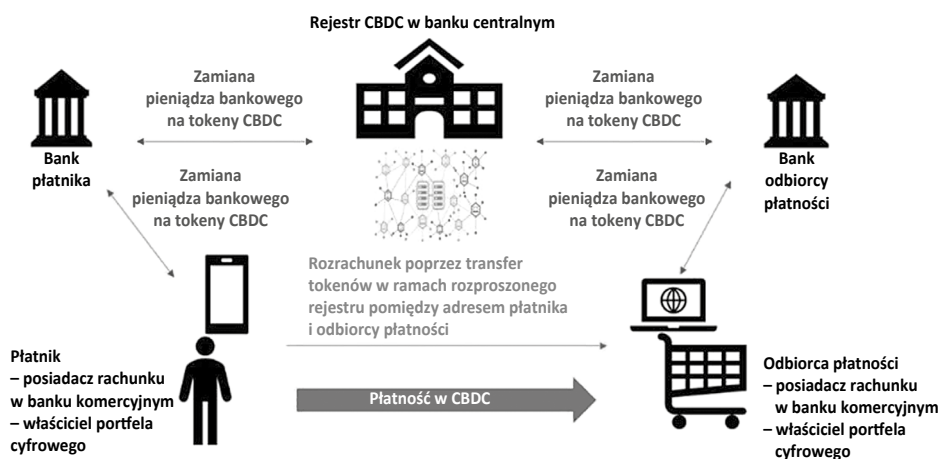 Rejestr CBDC w banku centralnym
Zamiana
pieniądza bankowego
na tokeny CBDC
Zamiana
pieniądza bankowego
na tokeny CBDC
Bank
płatnika
Bank
odbiorcy
płatności
Zamiana
pieniądza bankowego
na tokeny CBDC
Zamiana
pieniądza bankowego
na tokeny CBDC
Rozrachunek poprzez transfer
tokenów w ramach rozproszonego
rejestru pomiędzy adresem płatnika
i odbiorcy płatności
Płatnik
– posiadacz rachunku
w banku komercyjnym
– właściciel portfela
cyfrowego
Płatność w CBDC
Odbiorca płatności
– posiadacz rachunku
w banku komercyjnym
– właściciel portfela
cyfrowego